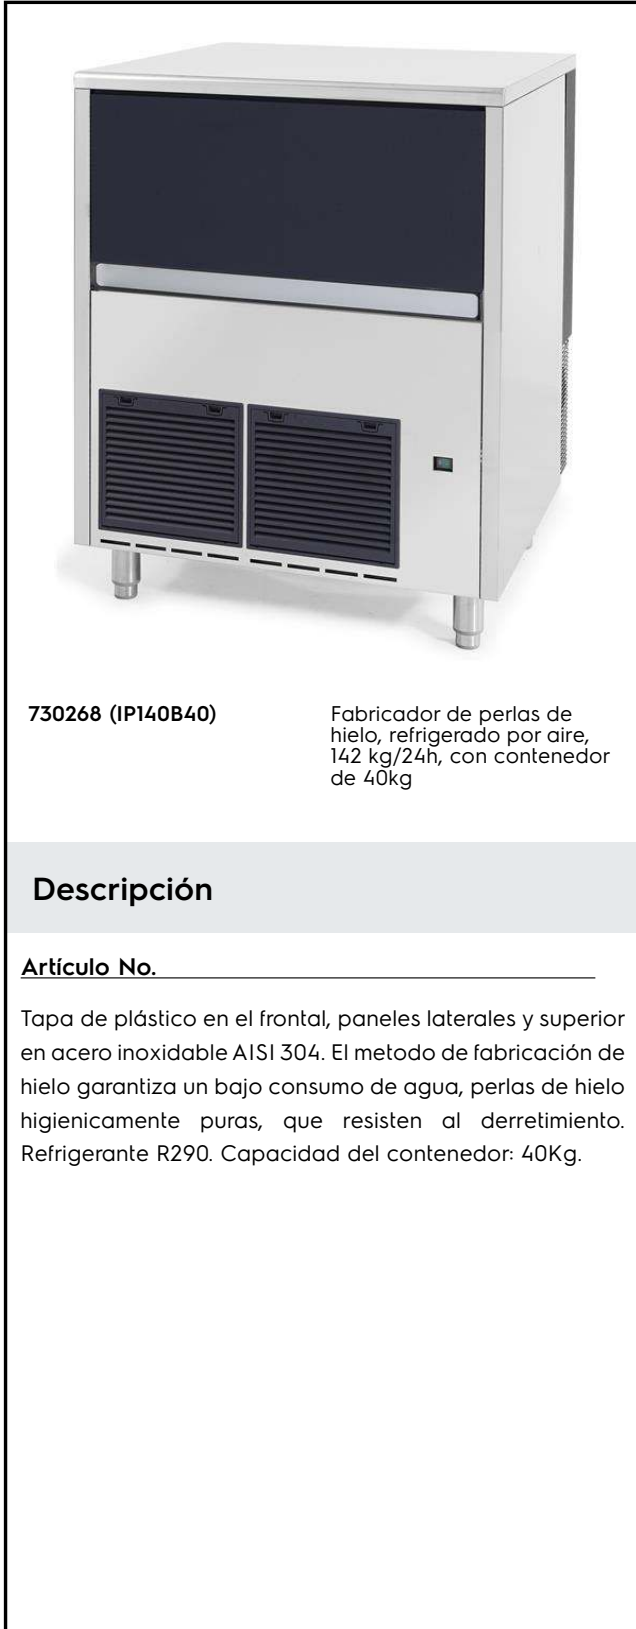 730268 (IP140B40)
Fabricador de perlas de
hielo, refrigerado por aire,
142 kg/24h, con contenedor
de 40kg
Descripción
Artículo No.
Tapa de plástico en el frontal, paneles laterales y superior
en acero inoxidable AISI 304. El metodo de fabricación de
hielo garantiza un bajo consumo de agua, perlas de hielo
higienicamente puras, que resisten al derretimiento.
Refrigerante R290. Capacidad del contenedor: 40Kg.